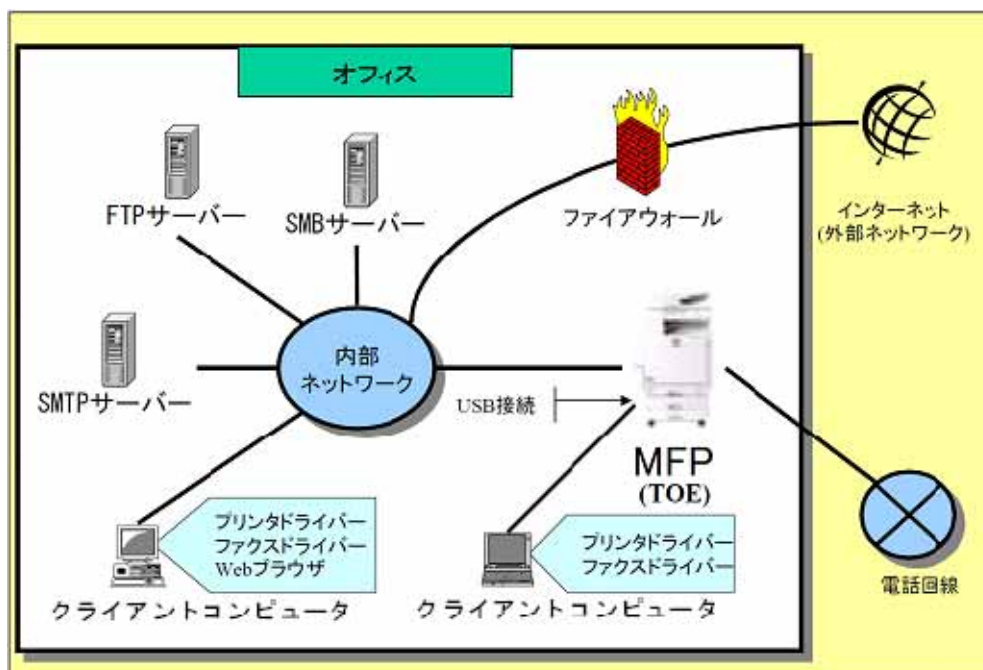 オフィス
FTPサーバー
SMBサーバー
ファイアウォール
インターネット
(外部ネットワーク)
SMTPサーバー
内部
ネットワーク
USB接続
MFP
(TOE)
プリンタドライバー
ファクスドライバー
Webブラウザ
クライアントコンピュータ
プリンタドライバー
ファクスドライバー
クライアントコンピュータ
電話回線